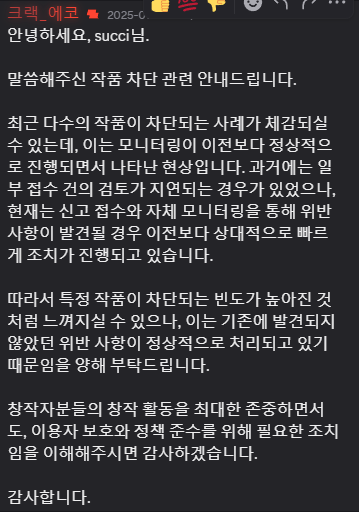 크랙_에코 2025-0
안녕하세요, succi님.
말씀해주신 작품 차단 관련 안내드립니다.
최근 다수의 작품이 차단되는 사례가 체감되실
수 있는데, 이는 모니터링이 이전보다 정상적으
로 진행되면서 나타난 현상입니다. 과거에는 일
부 접수 건의 검토가 지연되는 경우가 있었으나,
현재는 신고 접수와 자체 모니터링을 통해 위반
사항이 발견될 경우 이전보다 상대적으로 빠르
게 조치가 진행되고 있습니다.
따라서 특정 작품이 차단되는 빈도가 높아진 것
처럼 느껴지실 수 있으나, 이는 기존에 발견되지
않았던 위반 사항이 정상적으로 처리되고 있기
때문임을 양해 부탁드립니다.
창작자분들의 창작 활동을 최대한 존중하면서
도, 이용자 보호와 정책 준수를 위해 필요한 조치
임을 이해해주시면 감사하겠습니다.
감사합니다.